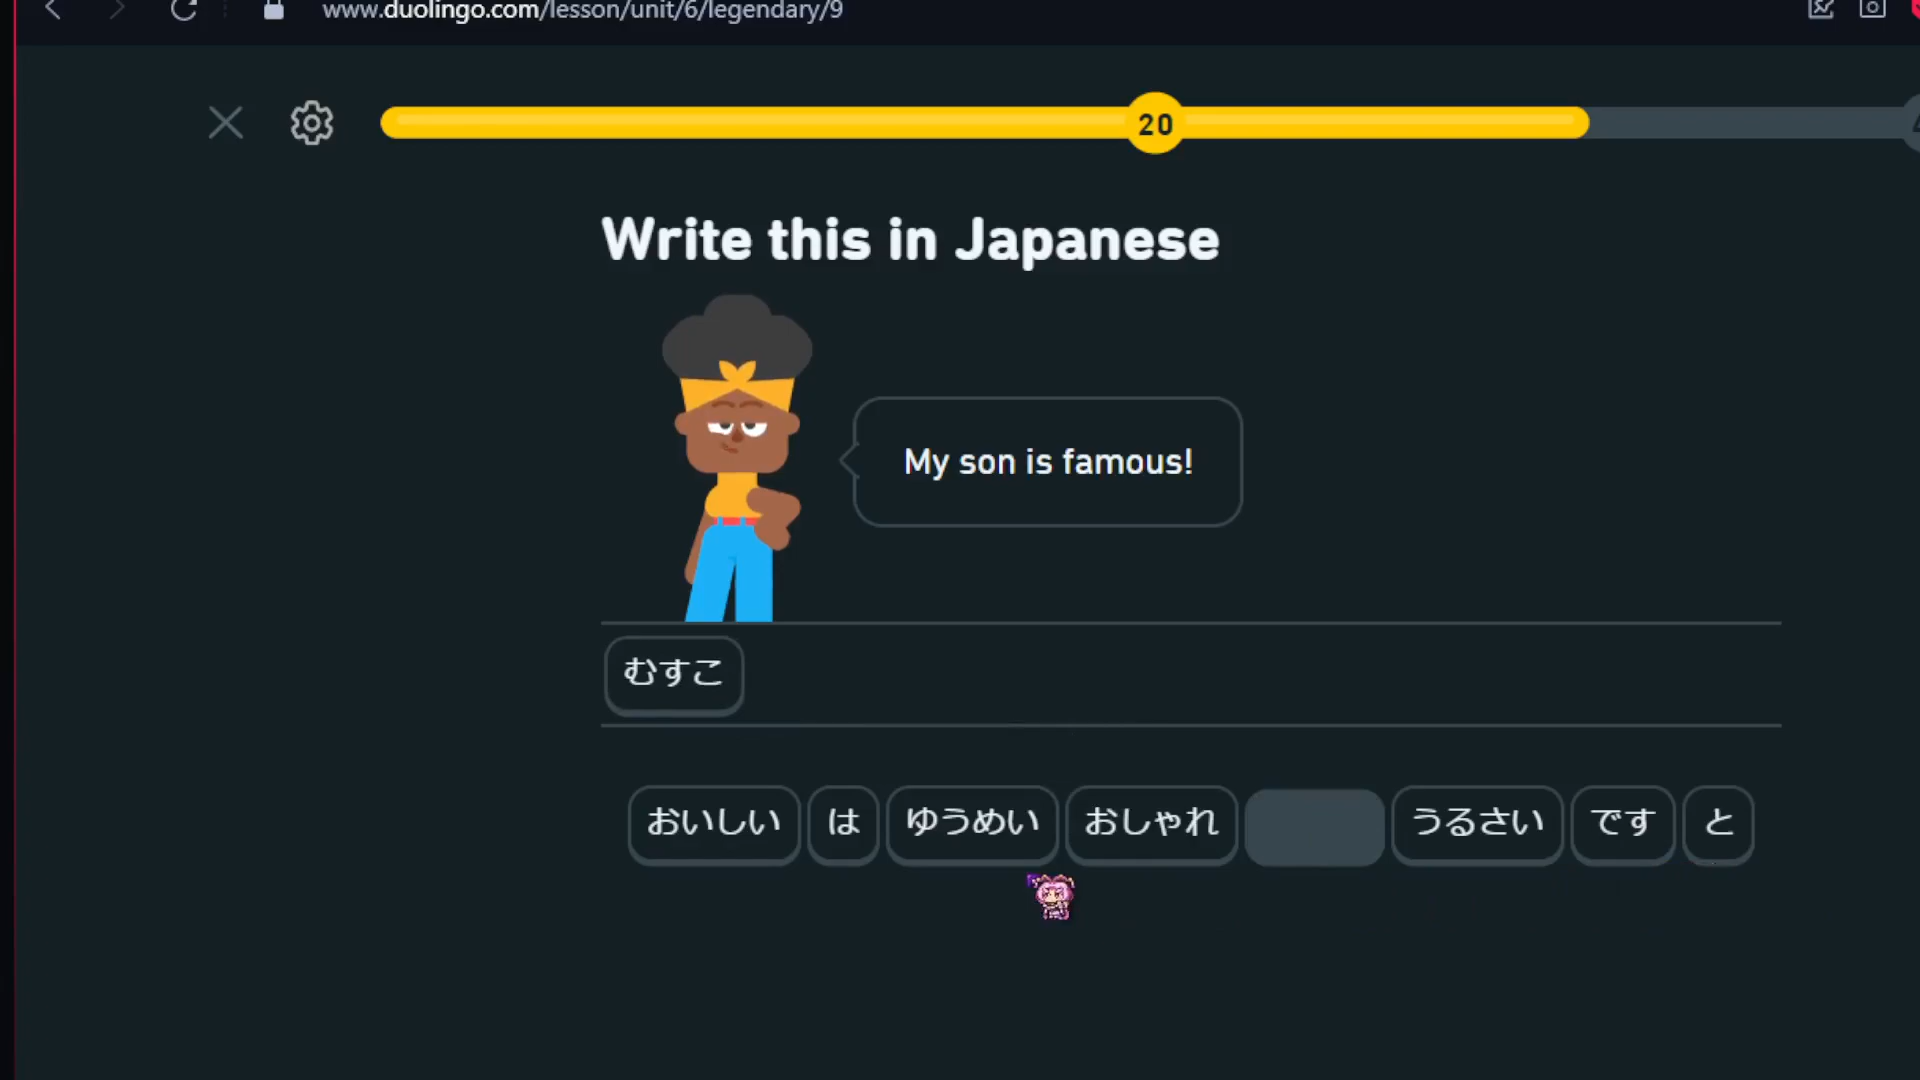 www.duolingo.com/lesson/unit/6/legendary/9
20
Write this in Japanese
My son is famous!
むすこ
おいしい は ゆうめい おしゃれ うるさい です と